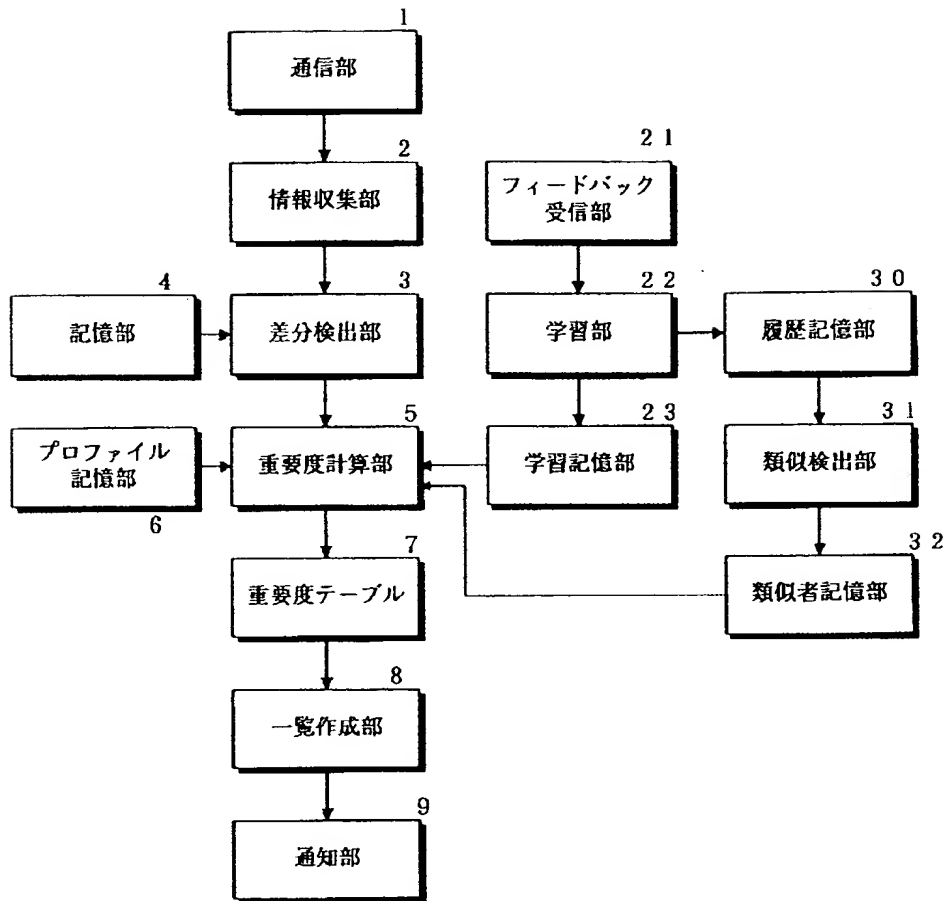 1
通信部
2
情報収集部
21
フィードバック
受信部
4
記憶部
3
差分検出部
22
学習部
30
履歴記憶部
プロファイル
記憶部
6
5
重要度計算部
23
学習記憶部
31
類似検出部
7
重要度テーブル
32
類似者記憶部
8
一覧作成部
9
通知部